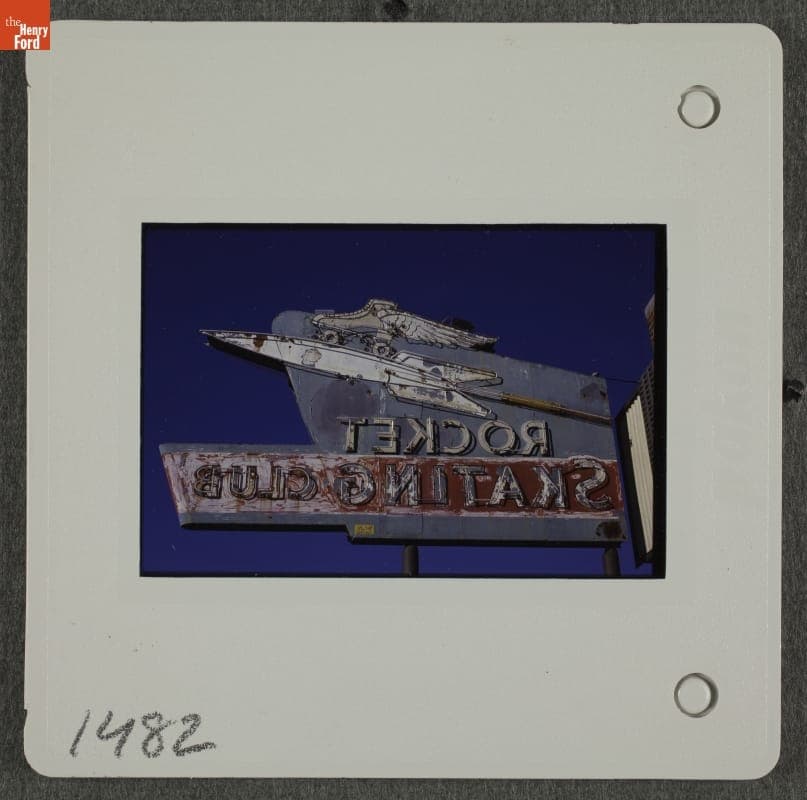 the
Henry
Ford
ROCKET
SKATING CLUB
1482